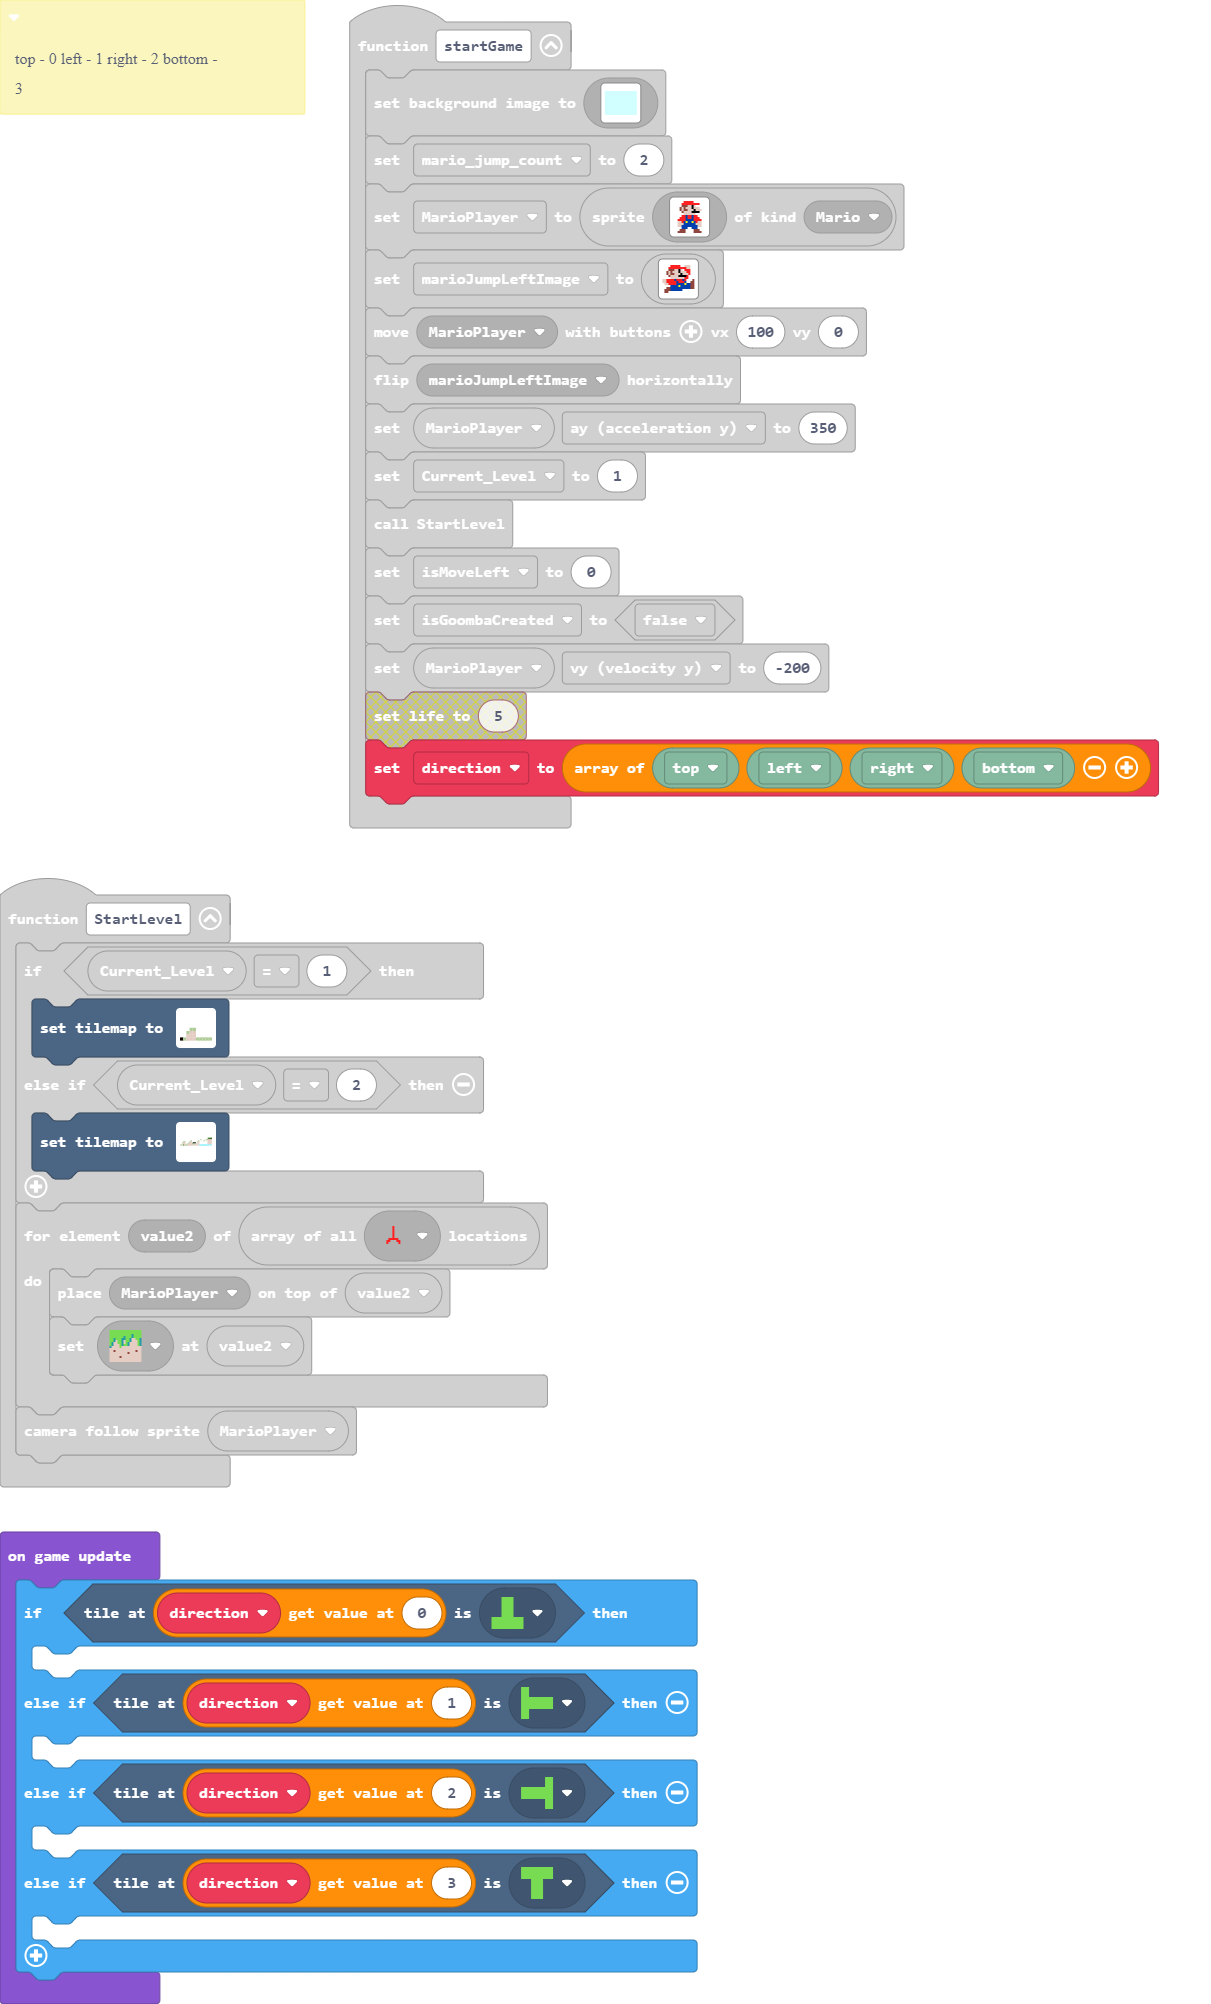 top - 0 left - 1 right - 2 bottom -
3
function startGame
set background image to
set mario_jump_count to 2
set MarioPlayer to sprite of kind Mario
set marioJumpLeftImage to
move MarioPlayer with buttons vx 100 vy 0
flip marioJumpLeftImage horizontally
set MarioPlayer ay (acceleration y) to 350
set Current_Level to 1
call StartLevel
set isMoveLeft to 0
set isGoombaCreated to false
set MarioPlayer vy (velocity y) to -200
set life to 5
set direction to array of top left right bottom
function StartLevel
if Current_Level = 1 then
set tilemap to
else if Current_Level = 2 then
set tilemap to
for element value2 of array of all locations
do
place MarioPlayer on top of value2
set at value2
camera follow sprite MarioPlayer
on game update
if tile at direction get value at 0 is then
else if tile at direction get value at 1 is then
else if tile at direction get value at 2 is then
else if tile at direction get value at 3 is then